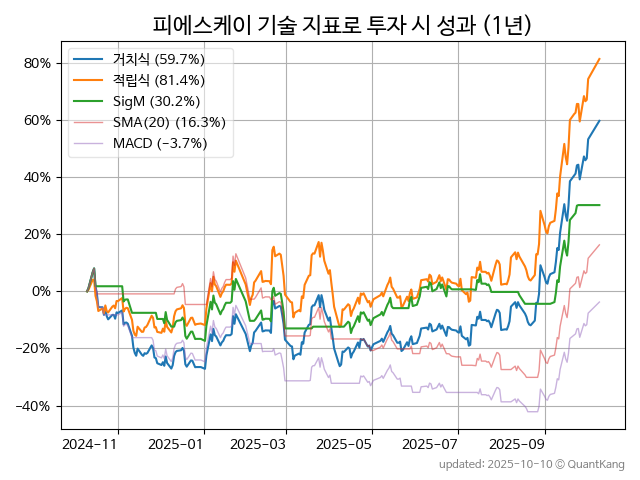 피에스케이 기술 지표로 투자 시 성과 (1년)
거치식 (59.7%)
적립식 (81.4%)
SigM (30.2%)
SMA(20) (16.3%)
MACD (−3.7%)
80%
60%
40%
20%
0%
−20%
−40%
2024−11 2025−01 2025−03 2025−05 2025−07 2025−09
updated: 2025-10-10 ⓒ QuantKang